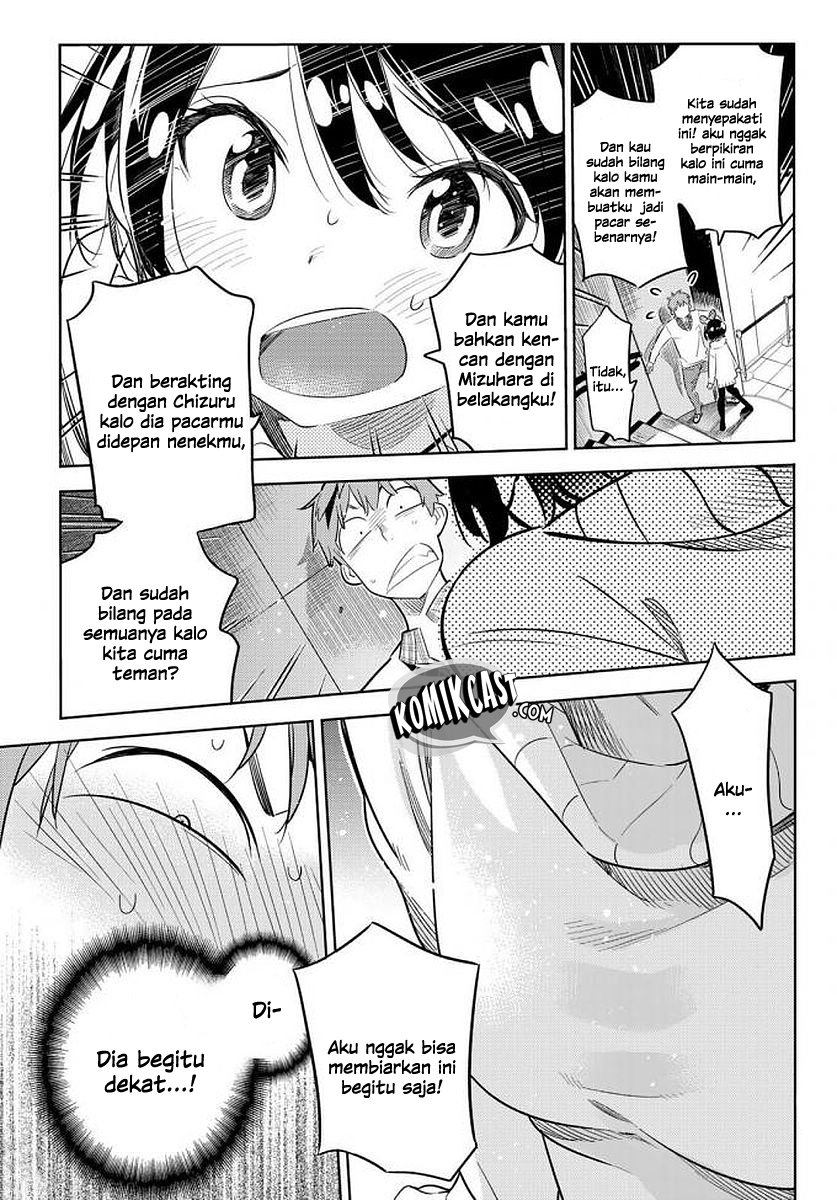 Kita sudah
menyepakati
ini! aku nggak
berpikiran
kalo ini cuma
main-main,
Dan kau
sudah bilang
kalo kamu
akan mem-
buatku jadi
pacar se-
benarnya!
Tidak,
itu...
Dan kamu
bahkan ken-
can dengan
Mizuhara di
belakangku!
Dan berakting
dengan Chizuru
kalo dia pacarmu
didepan nenekmu,
Dan sudah
bilang pada
semuanya kalo
kita cuma
teman?
KOMIKCAST
.COM
Aku-
...
Aku nggak bisa
membiarkan ini
begitu saja!
Di-
Dia begitu
dekat...!